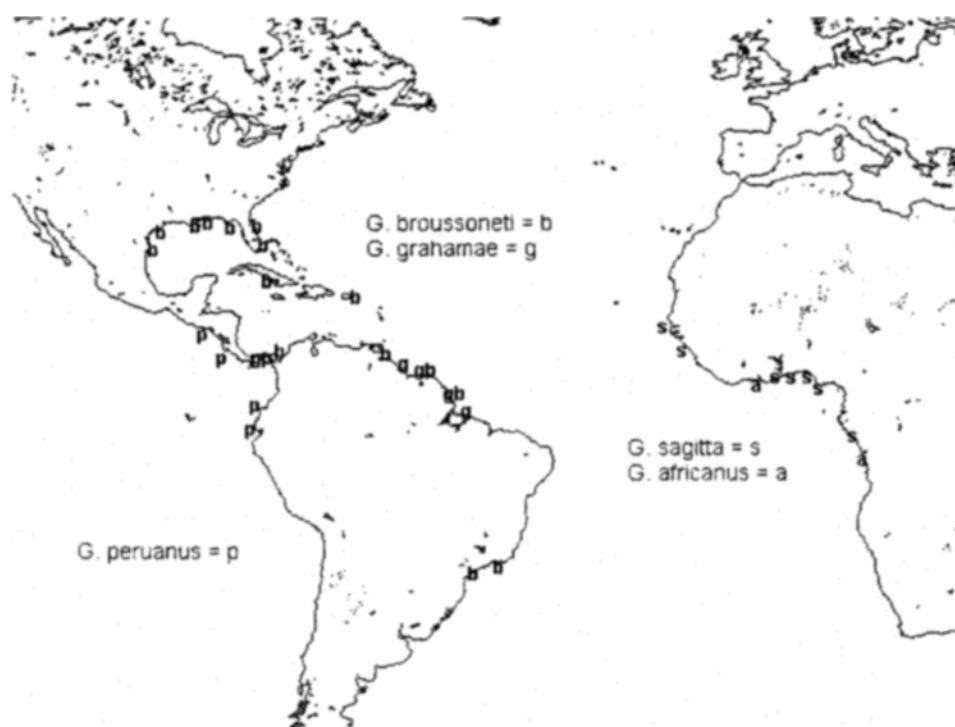 G. broussoneti = b
b b b b b
G. grahamae = g
b b
b
b
s
p
s
b
p
p
b
g
g b
a s s s
s
g b
p
g
p
s
G. sagitta = s
a
G. africanus = a
G. peruanus = p
b b